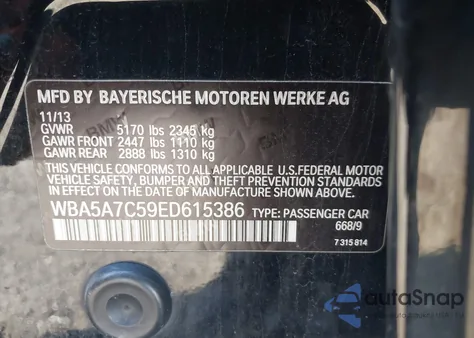 MFD BY BAYERISCHE MOTOREN WERKE AG
11/13
GVWR 5170 lbs 2345 kg
GAWR FRONT 2447 lbs 1110 kg
GAWR REAR 2888 lbs 1310 kg
THIS VEHICLE CONFORMS TO ALL APPLICABLE U.S.FEDERAL MOTOR
VEHICLE SAFETY, BUMPER AND THEFT PREVENTION STANDARDS IN
EFFECT ON THE DATE OF MANUFACTURE SHOWN ABOVE.
WBA5A7C59ED615386 TYPE: PASSENGER CAR
668/9
7 315 814
autoSnap